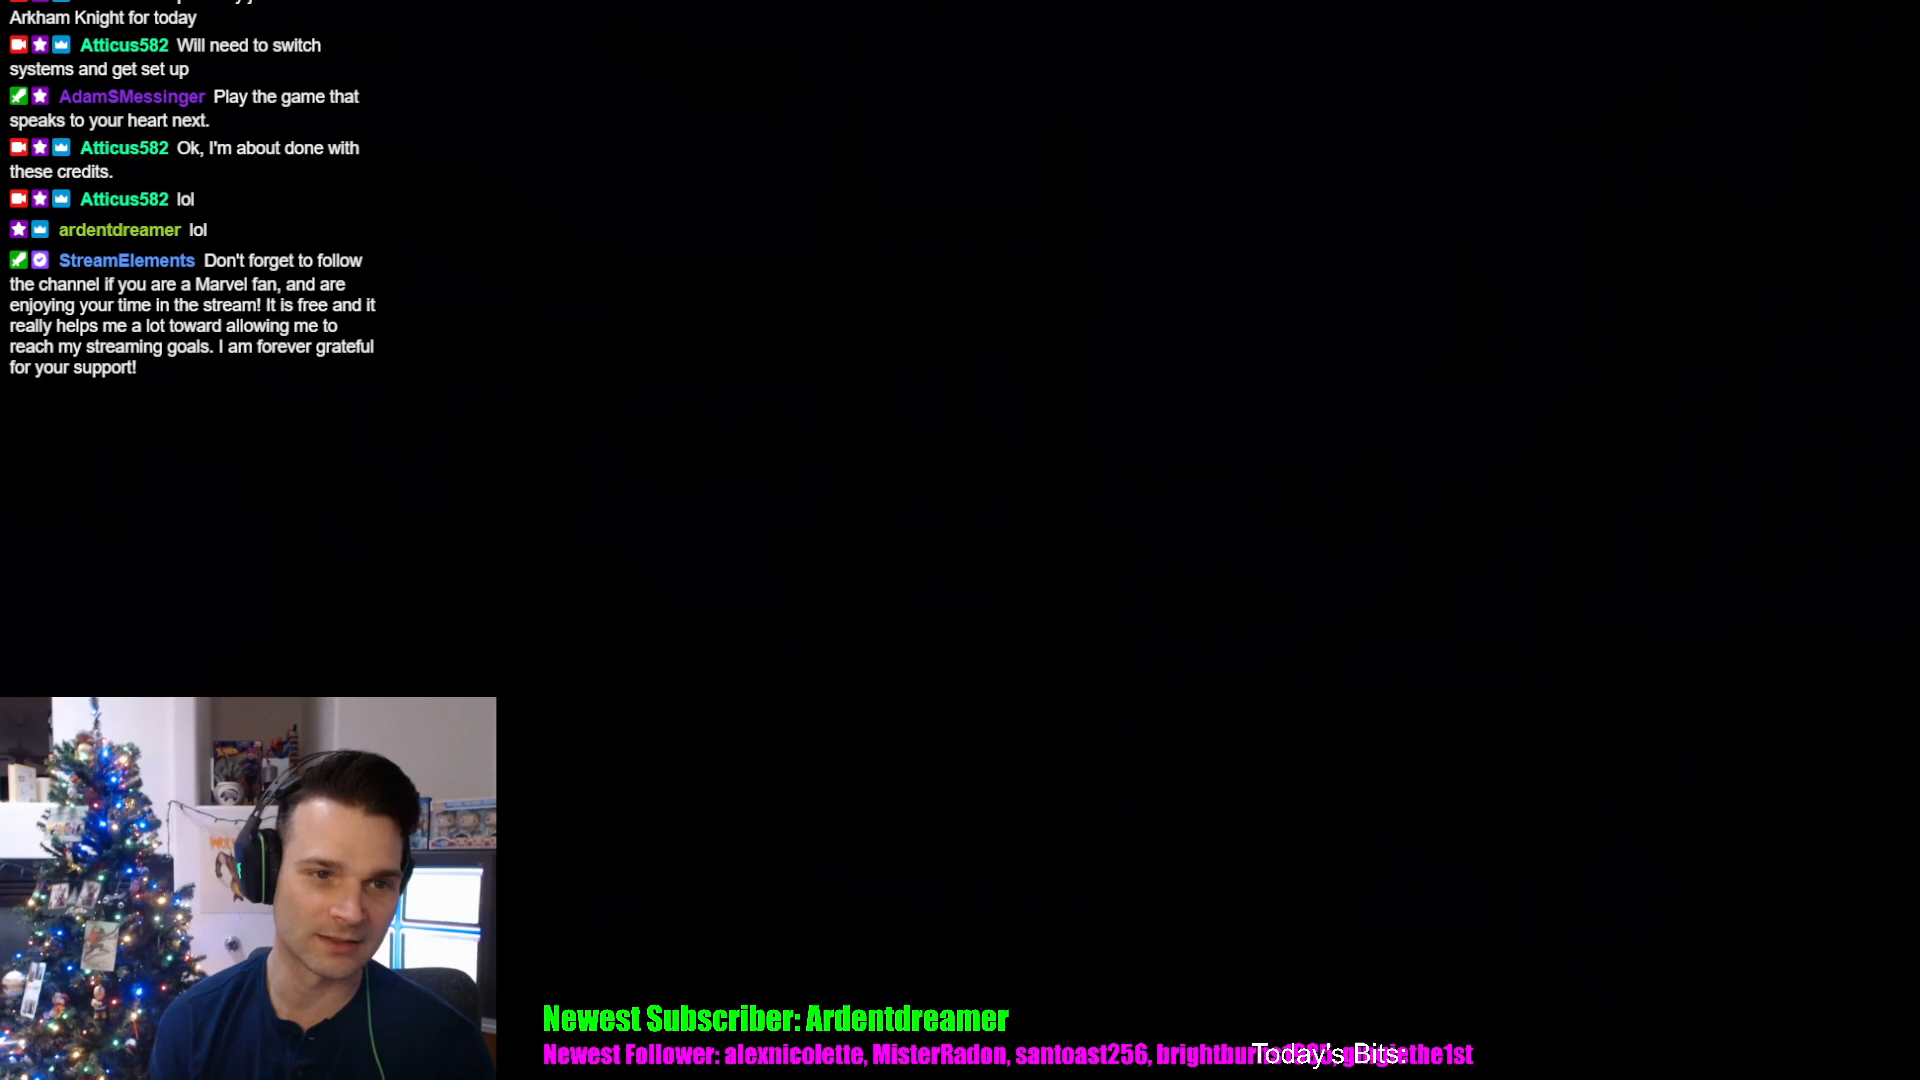 Arkham Knight for today
Atticus582 Will need to switch
systems and get set up
AdamSMessinger Play the game that
speaks to your heart next.
Atticus582 Ok, I'm about done with
these credits.
Atticus582 lol
ardentdreamer lol
StreamElements Don't forget to follow
the channel if you are a Marvel fan, and are
enjoying your time in the stream! It is free and it
really helps me a lot toward allowing me to
reach my streaming goals. I am forever grateful
for your support!
Newest Subscriber: Ardentdreamer
Newest Follower: alexnicolette, MisterRadon, santoast256,
Today's Bits: